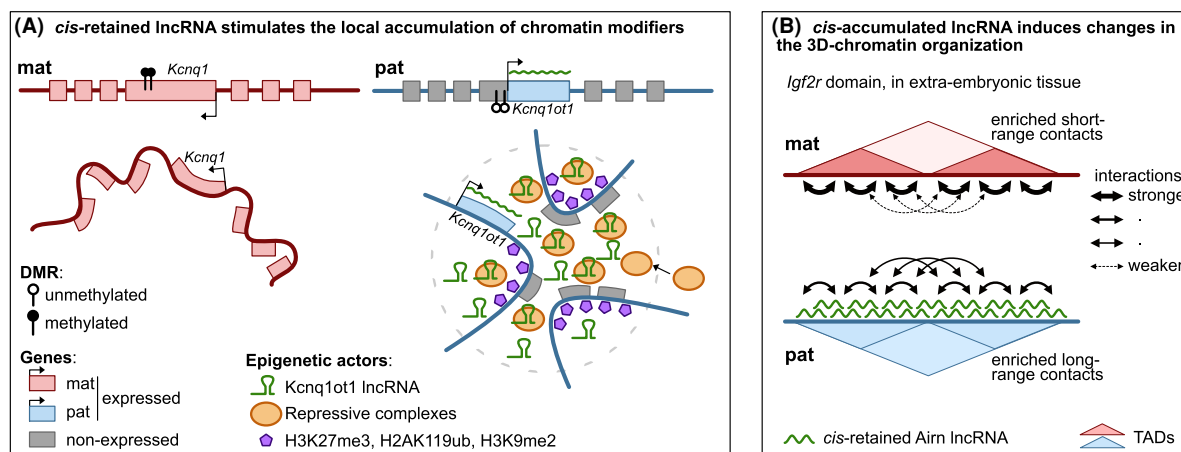 (A) cis-retained lncRNA stimulates the local accumulation of chromatin modifiers
mat
Kcnq1
pat
Kcnq1ot1
Kcnq1
Kcnq1ot1
DMR:
unmethylated
methylated
Genes:
mat
pat
expressed
non-expressed
Epigenetic actors:
Kcnq1ot1 lncRNA
Repressive complexes
H3K27me3, H2AK119ub, H3K9me2
(B) cis-accumulated lncRNA induces changes in
the 3D-chromatin organization
Igf2r domain, in extra-embryonic tissue
mat
enriched short-
range contacts
interactions
stronge
.
.
weaker
pat
enriched long-
range contacts
cis-retained Airn lncRNA
TADs